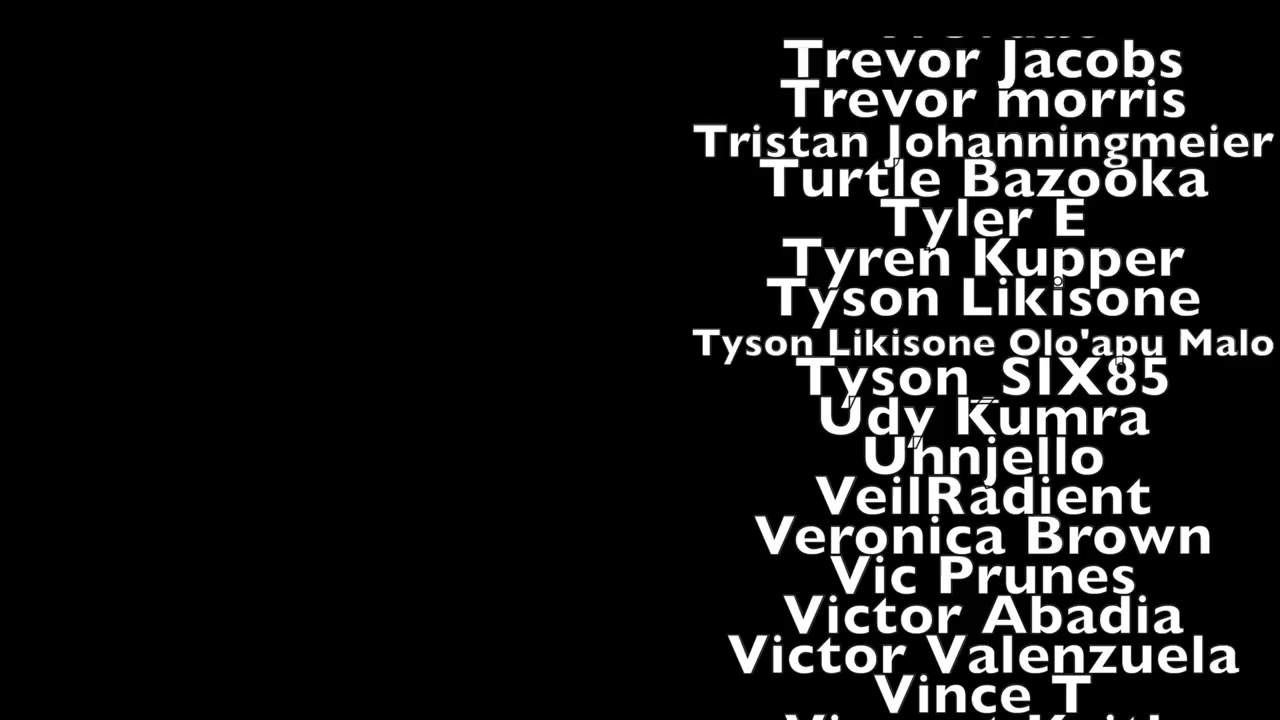 Trevor Jacobs
Trevor morris
Tristan Johanningmeier
Turtle Bazooka
Tyler E
Tyren Kupper
Tyson Likisone
Tyson Likisone Olo'apu Malo
Tyson_SIX85
Udy Kumra
Unnjello
VeilRadient
Veronica Brown
Vic Prunes
Victor Abadia
Victor Valenzuela
Vince T